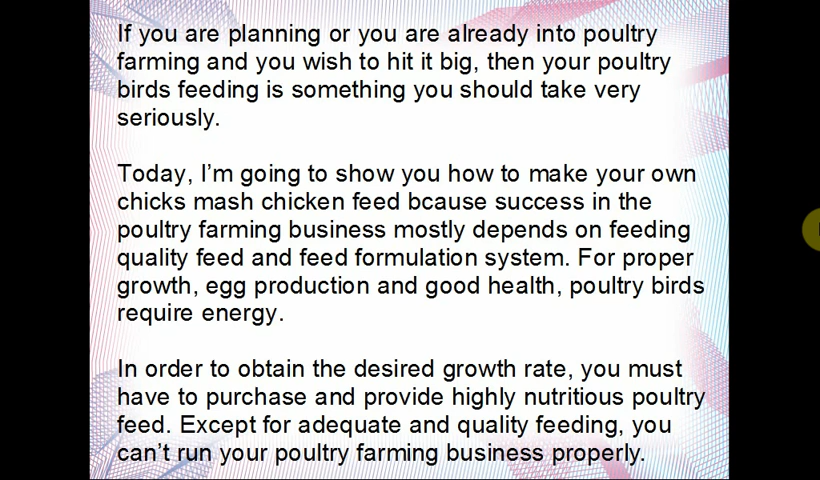 If you are planning or you are already into poultry
farming and you wish to hit it big, then your poultry
birds feeding is something you should take very
seriously.
Today, I’m going to show you how to make your own
chicks mash chicken feed bcause success in the
poultry farming business mostly depends on feeding
quality feed and feed formulation system. For proper
growth, egg production and good health, poultry birds
require energy.
In order to obtain the desired growth rate, you must
have to purchase and provide highly nutritious poultry
feed. Except for adequate and quality feeding, you
can’t run your poultry farming business properly.